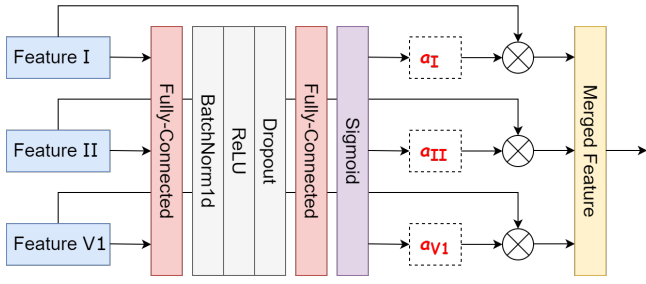 Feature I
Feature II
Feature V1
Fully-Connected
BatchNorm1d
ReLU
Dropout
Fully-Connected
Sigmoid
aI
aII
aV1
Merged Feature